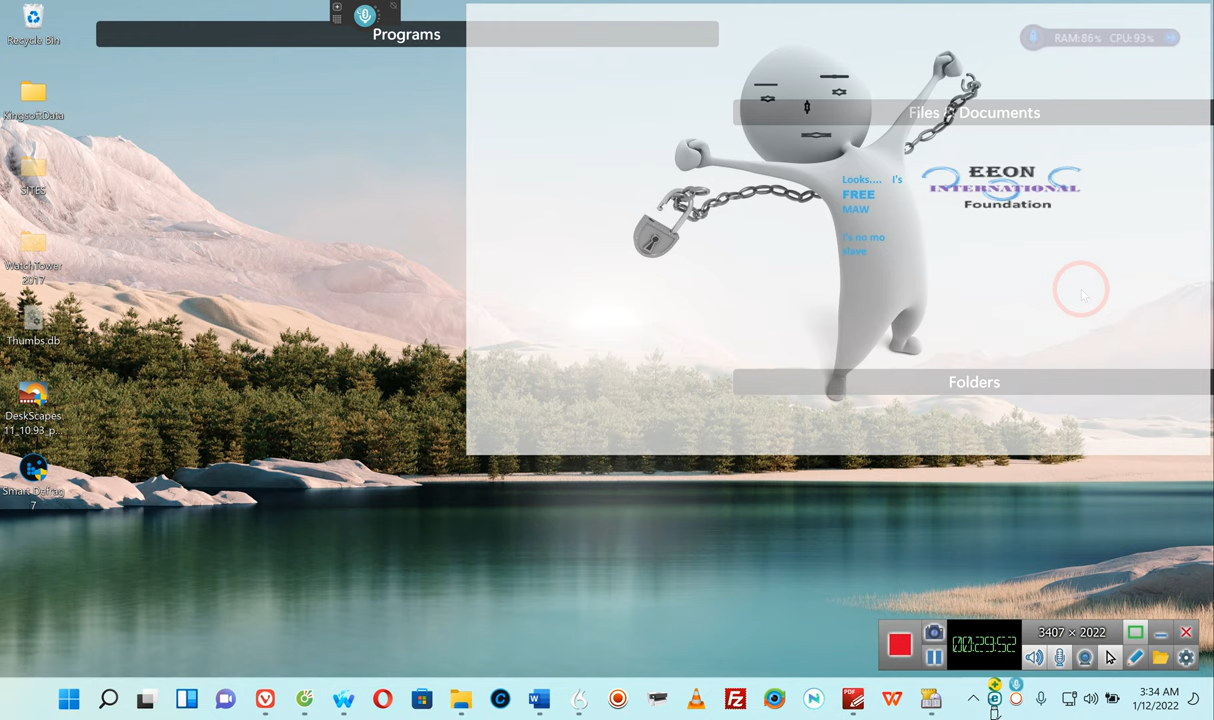 Recycle Bin
KingsoftData
SITES
WatchTower
2017
Thumbs.db
DeskScapes
11_10.93_p...
Smart Defrag
7
Programs
RAM:86% CPU:93%
Files & Documents
Looks.... I's
FREE
MAW
I's no mo
slave
EEON
INTERNATIONAL
Foundation
Folders
00:29:52
3407 × 2022
3:34 AM
1/12/2022